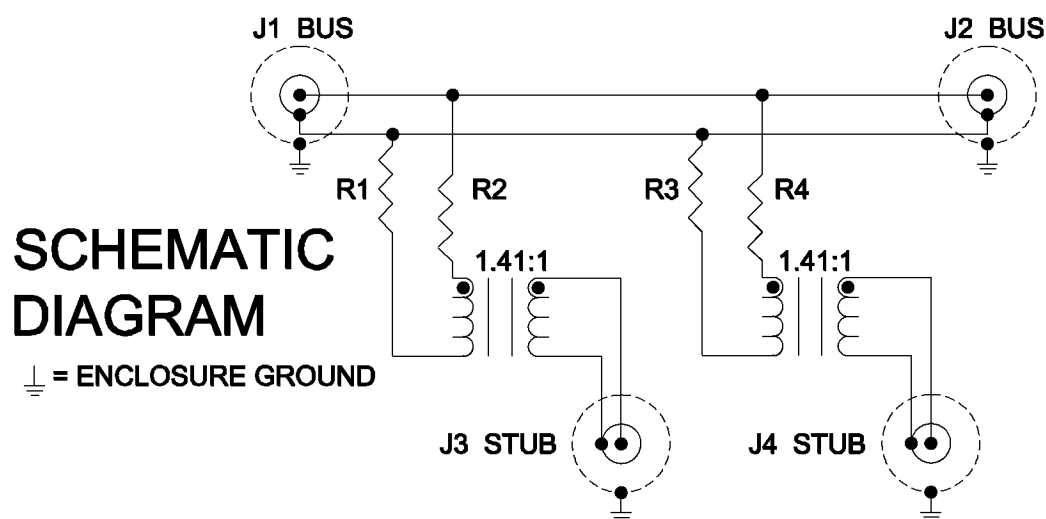 J1 BUS
J2 BUS
R1
R2
R3
R4
SCHEMATIC
DIAGRAM
1.41:1
1.41:1
= ENCLOSURE GROUND
J3 STUB
J4 STUB